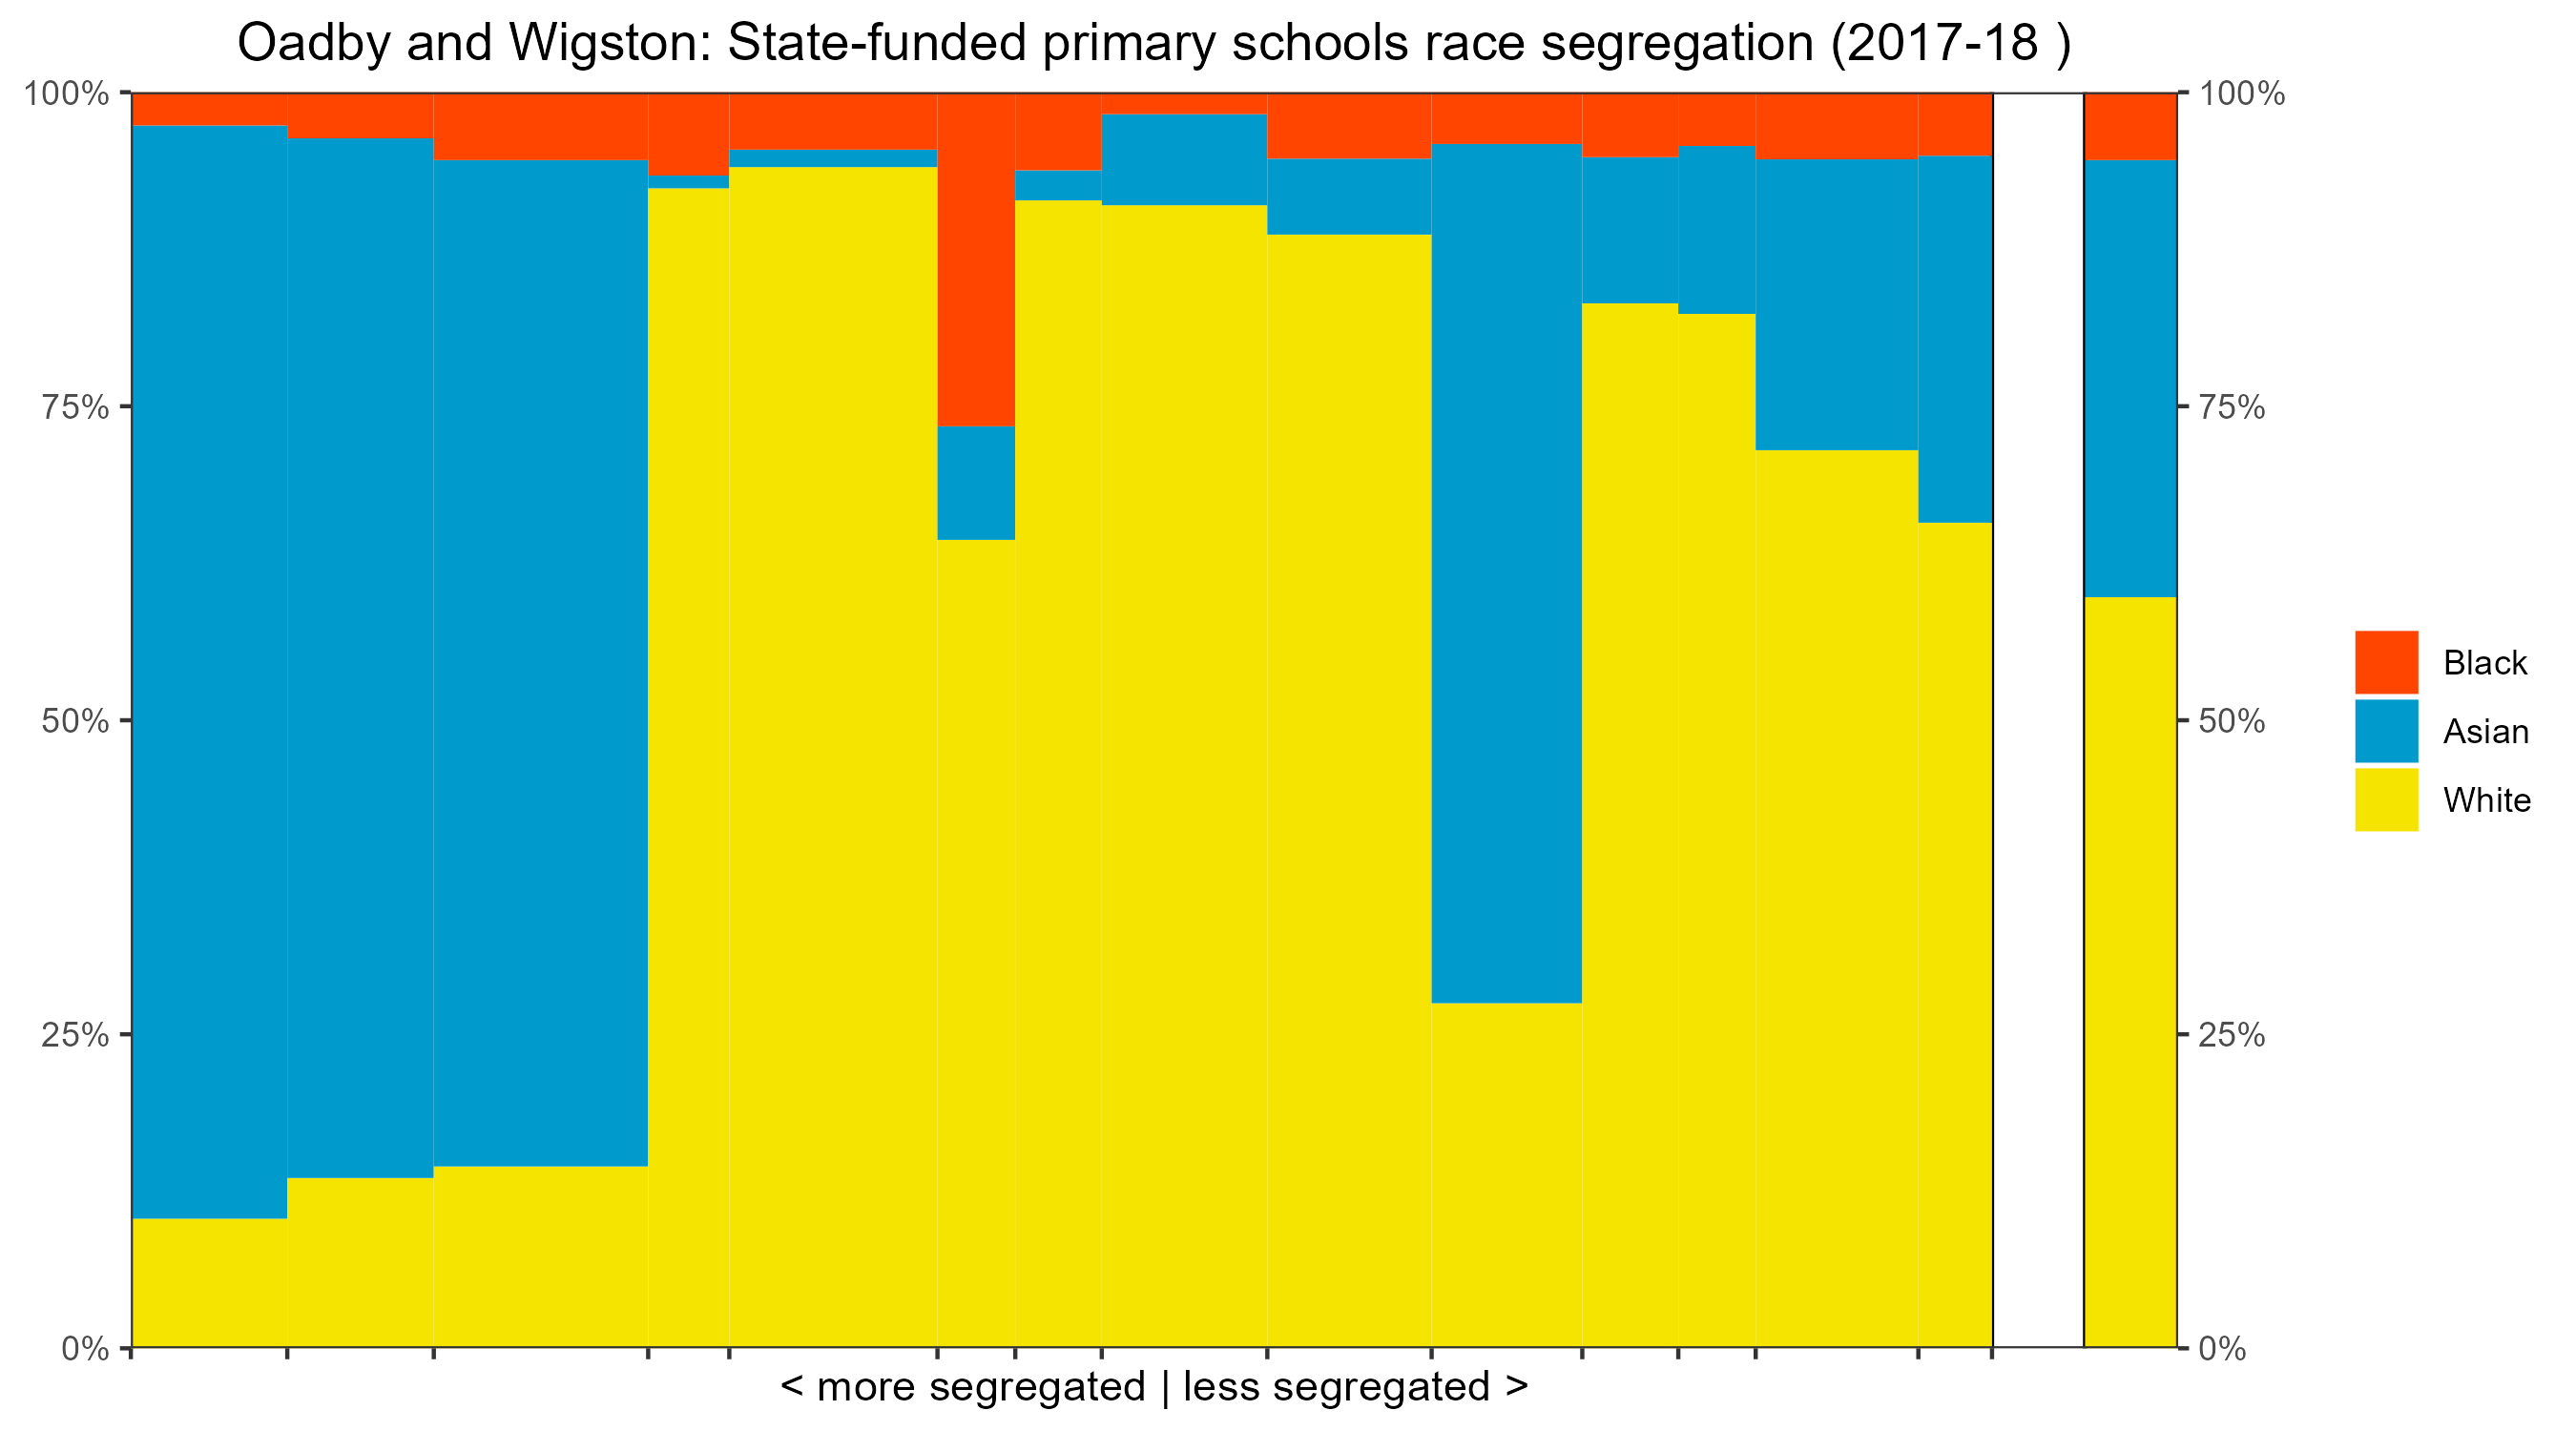 Oadby and Wigston: State-funded primary schools race segregation (2017-18 )
100%
75%
50%
25%
0%
100%
75%
50%
25%
0%
Black
Asian
White
< more segregated | less segregated >